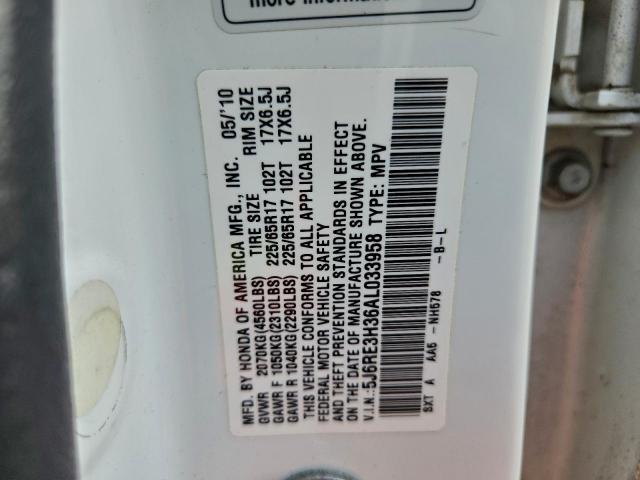 more information
MFD. BY HONDA OF AMERICA MFG., INC. 05/'10
GVWR 2070KG(4560LBS) TIRE SIZE RIM SIZE
GAWR F 1050KG(2310LBS) 225/65R17 102T 17X6.5J
GAWR R 1040KG(2290LBS) 225/65R17 102T 17X6.5J
THIS VEHICLE CONFORMS TO ALL APPLICABLE
FEDERAL MOTOR VEHICLE SAFETY
AND THEFT PREVENTION STANDARDS IN EFFECT
ON THE DATE OF MANUFACTURE SHOWN ABOVE.
V.I.N.:5J6RE3H36AL033958 TYPE: MPV
SXT A AA5 -NH578 -B-L